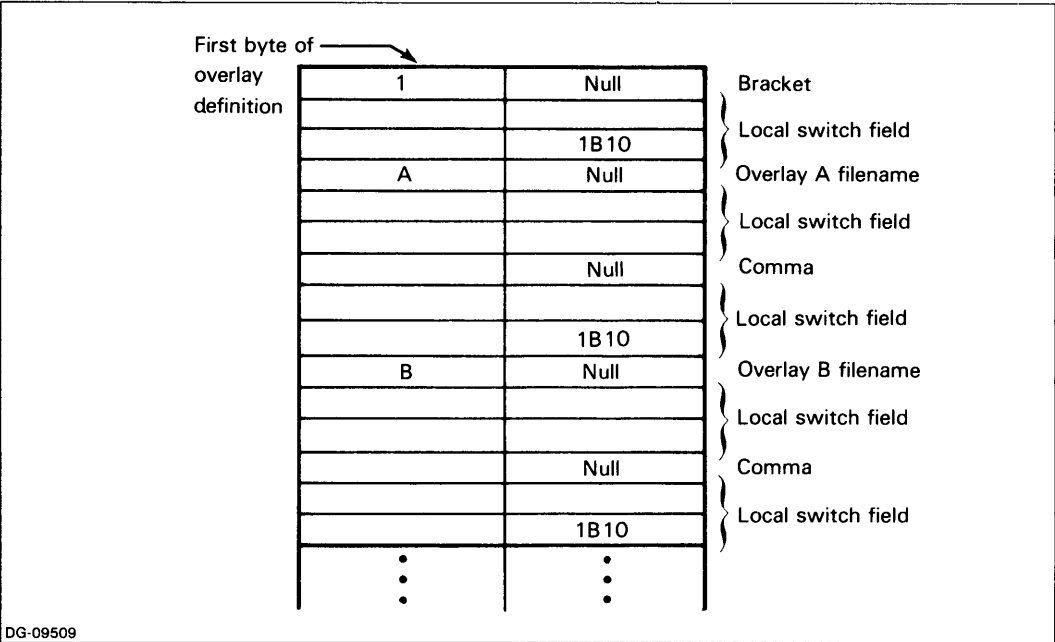 First byte of
overlay
definition
1 Null Bracket
Local switch field
1B10
A Null Overlay A filename
Local switch field
Null Comma
Local switch field
1B10
B Null Overlay B filename
Local switch field
Null Comma
Local switch field
1B10
DG-09509